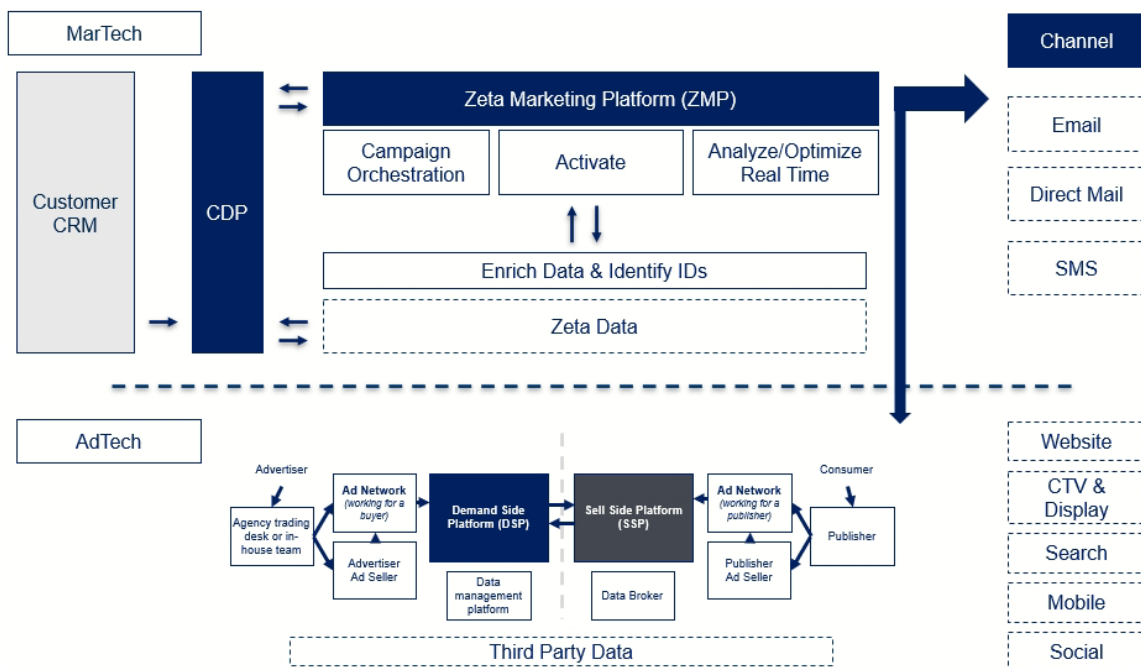 MarTech
Channel
Customer
CRM
CDP
Zeta Marketing Platform (ZMP)
Campaign
Orchestration
Activate
Analyze/Optimize
Real Time
Enrich Data & Identify IDs
Zeta Data
Email
Direct Mail
SMS
AdTech
Advertiser
Agency trading
desk or in-
house team
Ad Network
(working for a
buyer)
Advertiser
Ad Seller
Demand Side
Platform (DSP)
Data
management
platform
Sell Side Platform
(SSP)
Data Broker
Ad Network
(working for a
publisher)
Publisher
Ad Seller
Consumer
Publisher
Third Party Data
Website
CTV &
Display
Search
Mobile
Social